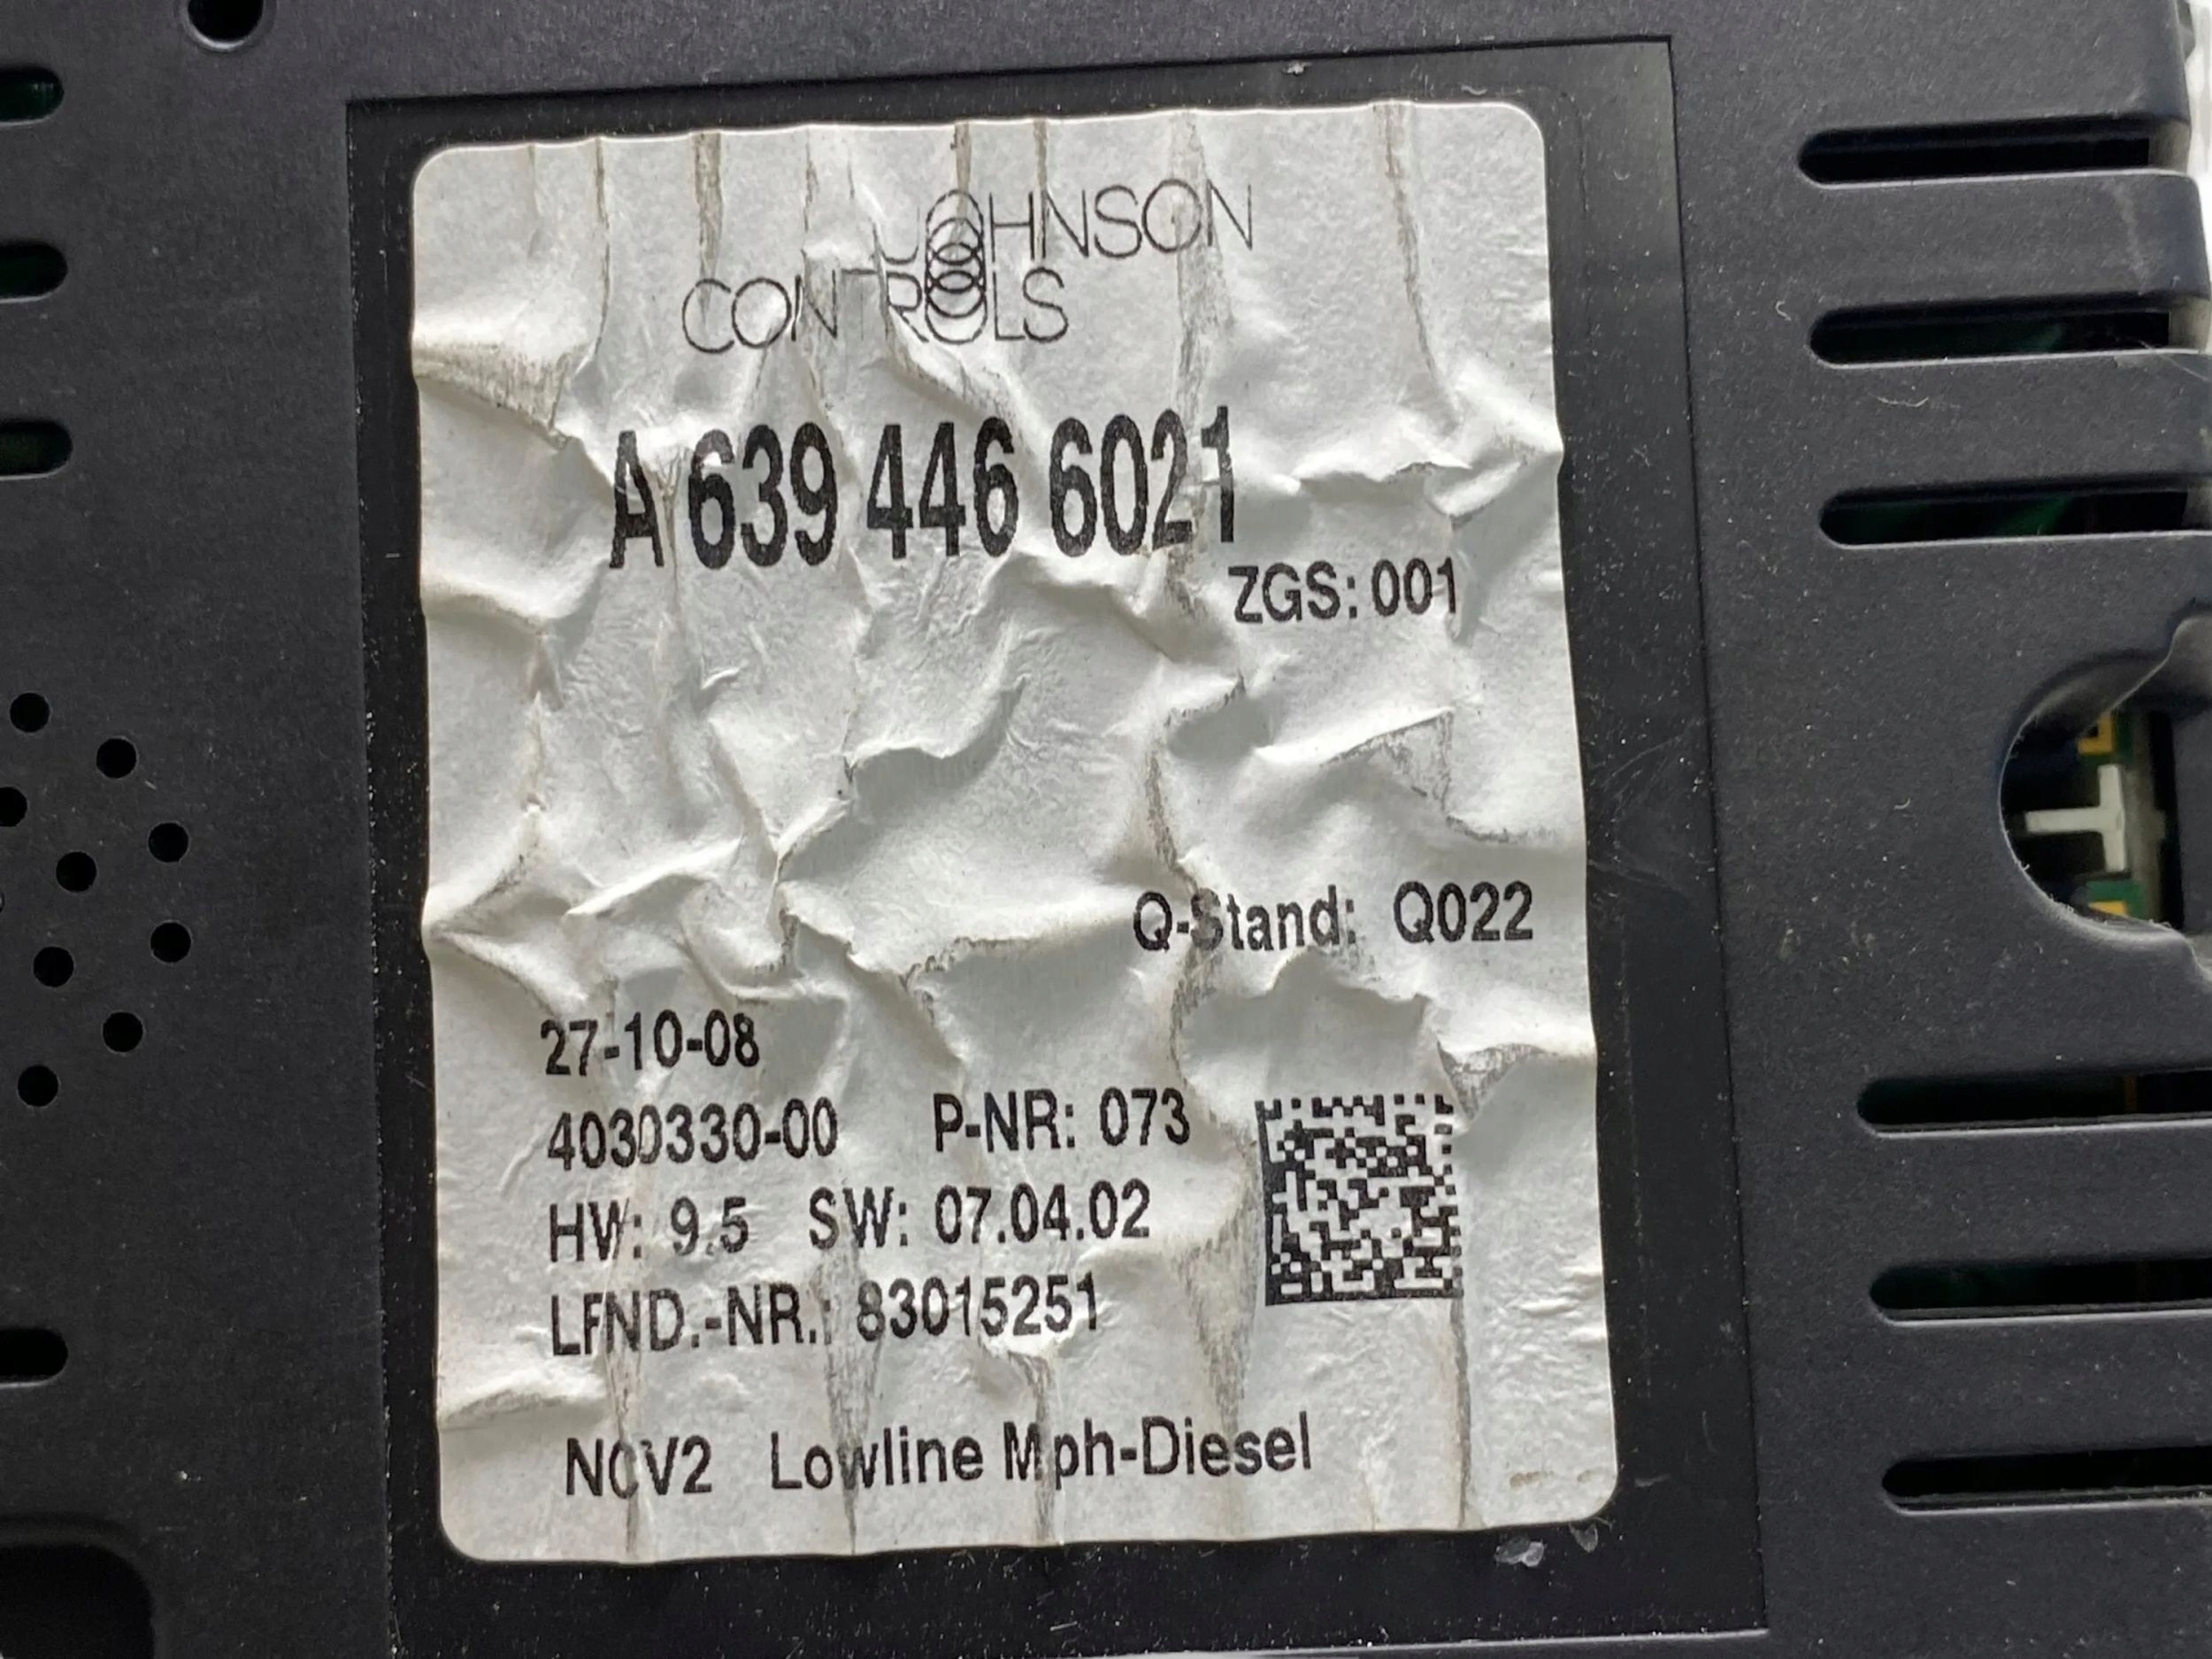 JOHNSON
CONTROLS
A 639 446 6021
ZGS: 001
Q-Stand: Q022
27-10-08
4030330-00 P-NR: 073
HW: 9.5 SW: 07.04.02
LFND.-NR.: 83015251
NCV2 Lowline Mph-Diesel